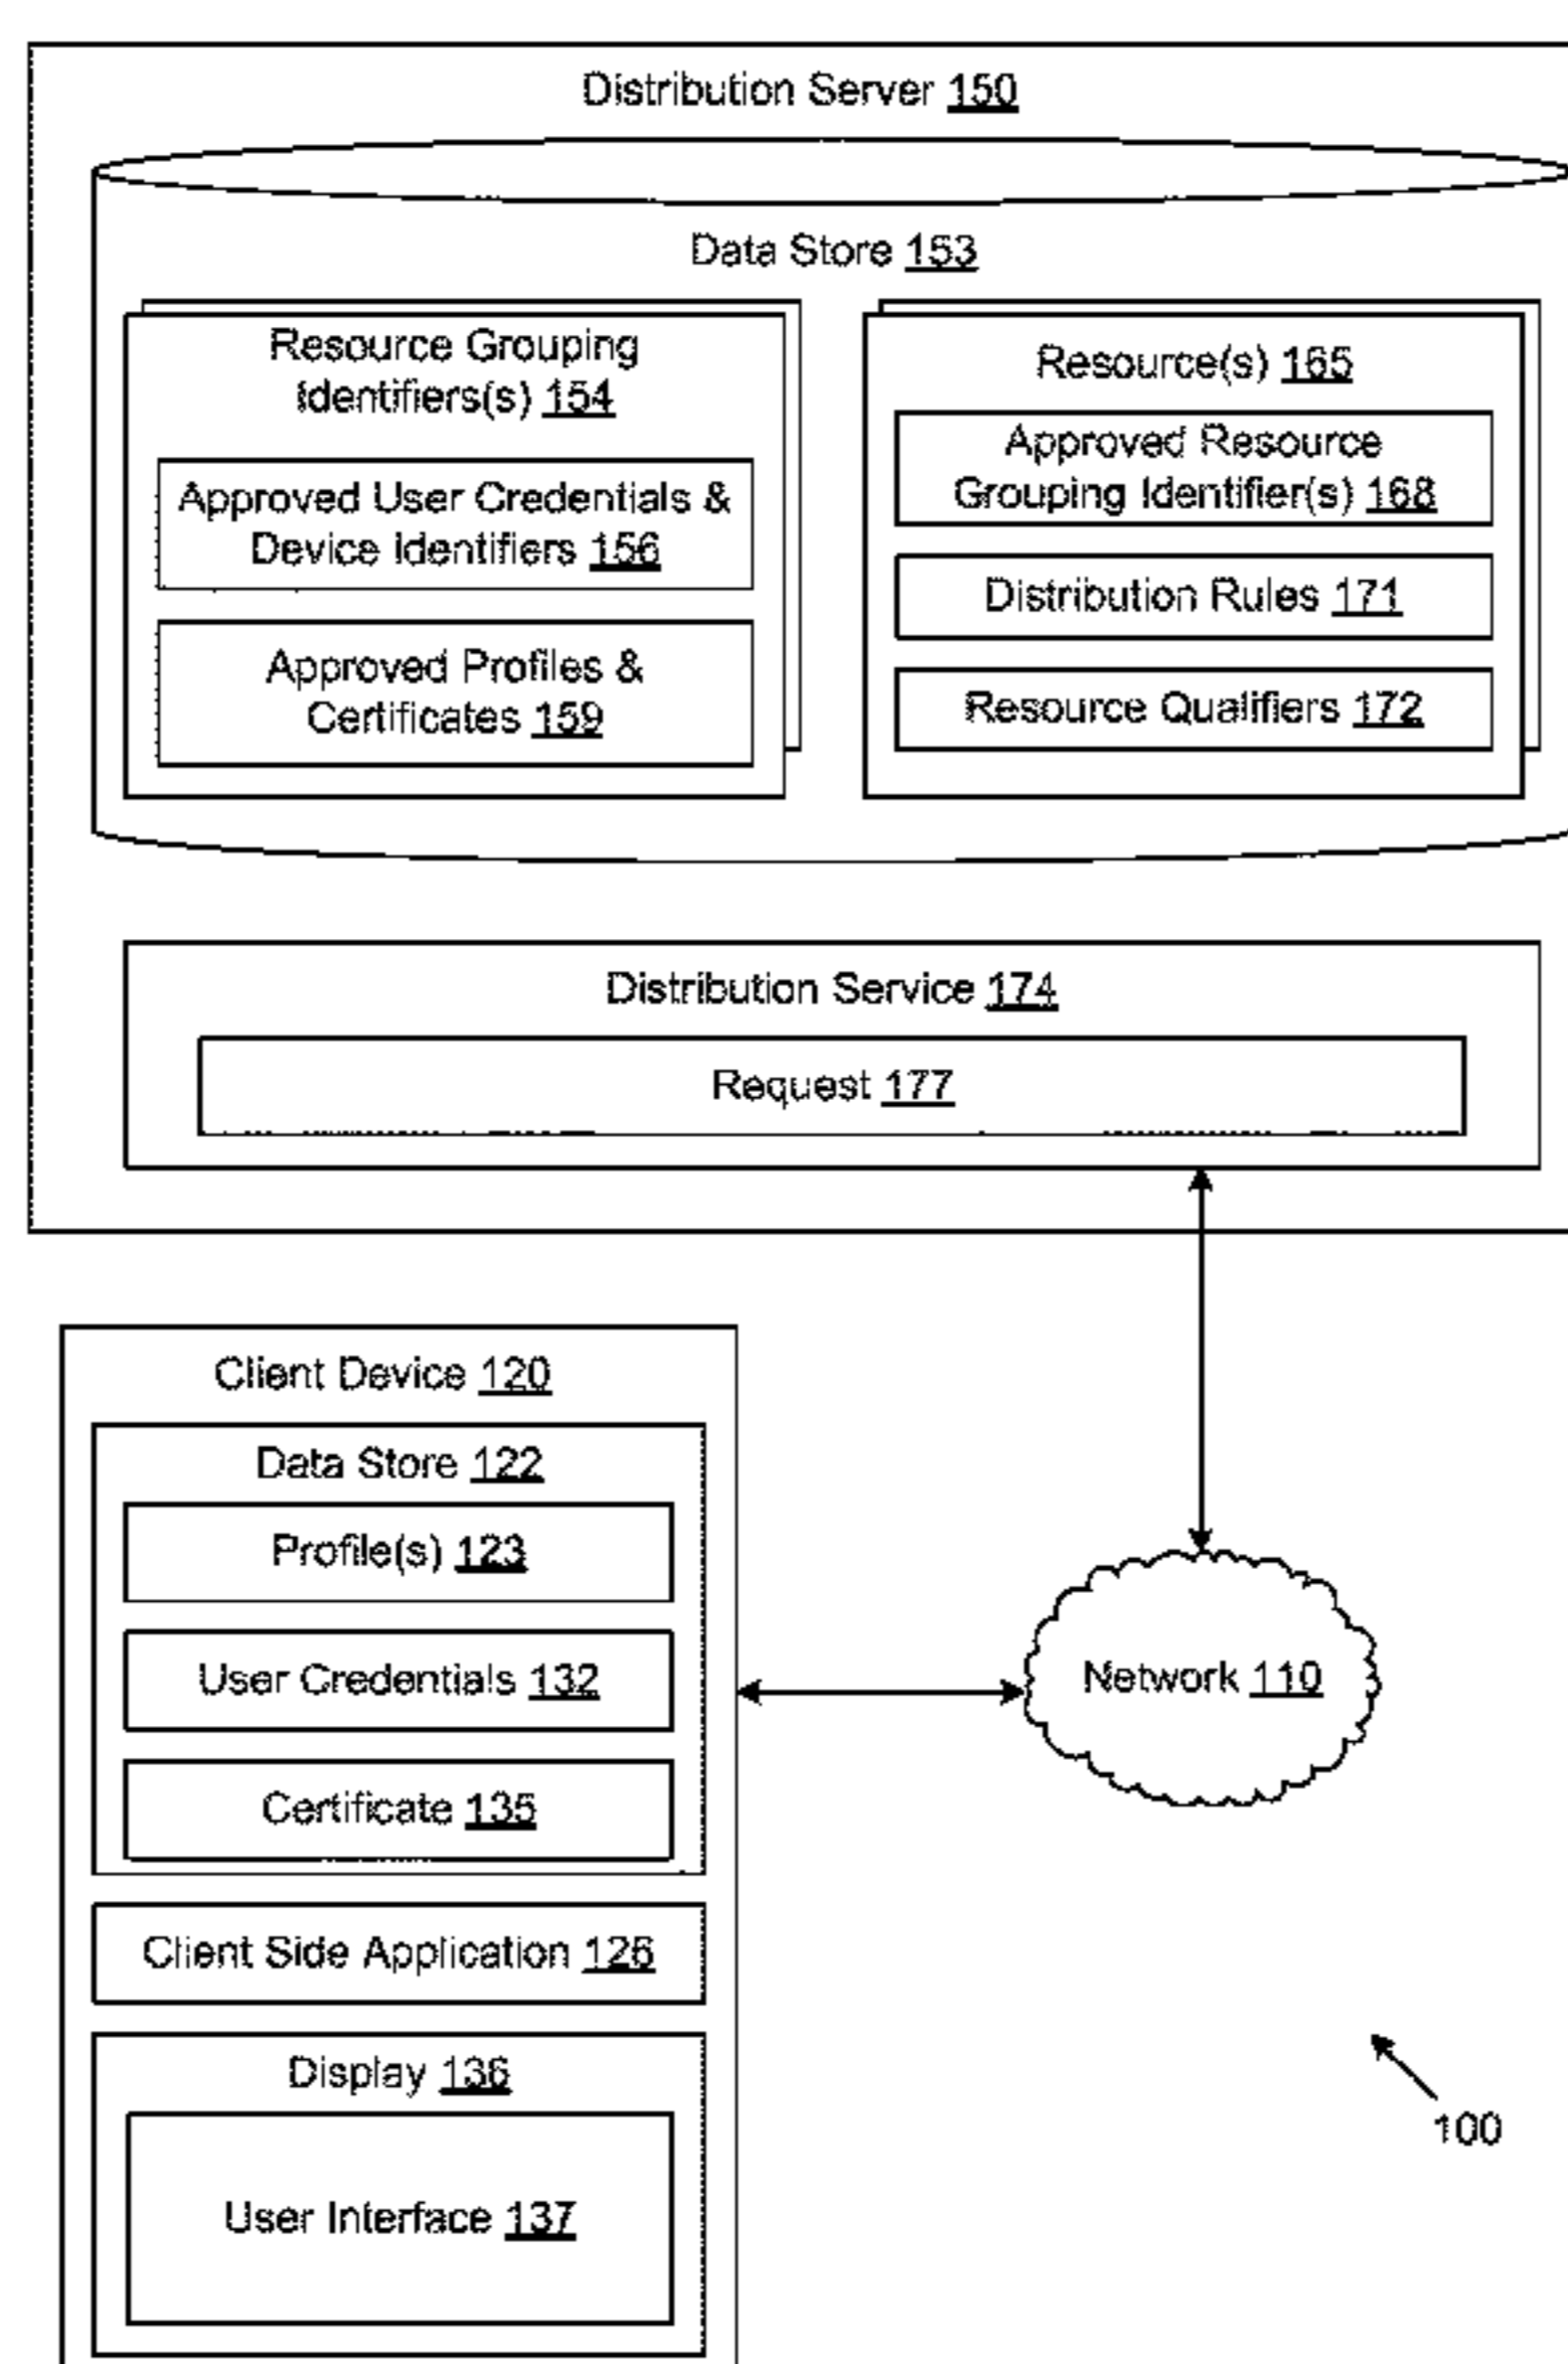 Distribution Server 150
Data Store 153
Resource Grouping
Identifiers(s) 154
Approved User Credentials &
Device Identifiers 156
Approved Profiles &
Certificates 159
Resource(s) 165
Approved Resource
Grouping Identifier(s) 168
Distribution Rules 171
Resource Qualifiers 172
Distribution Service 174
Request 177
Client Device 120
Data Store 122
Profile(s) 123
User Credentials 132
Certificate 135
Client Side Application 126
Display 136
User Interface 137
Network 110
100